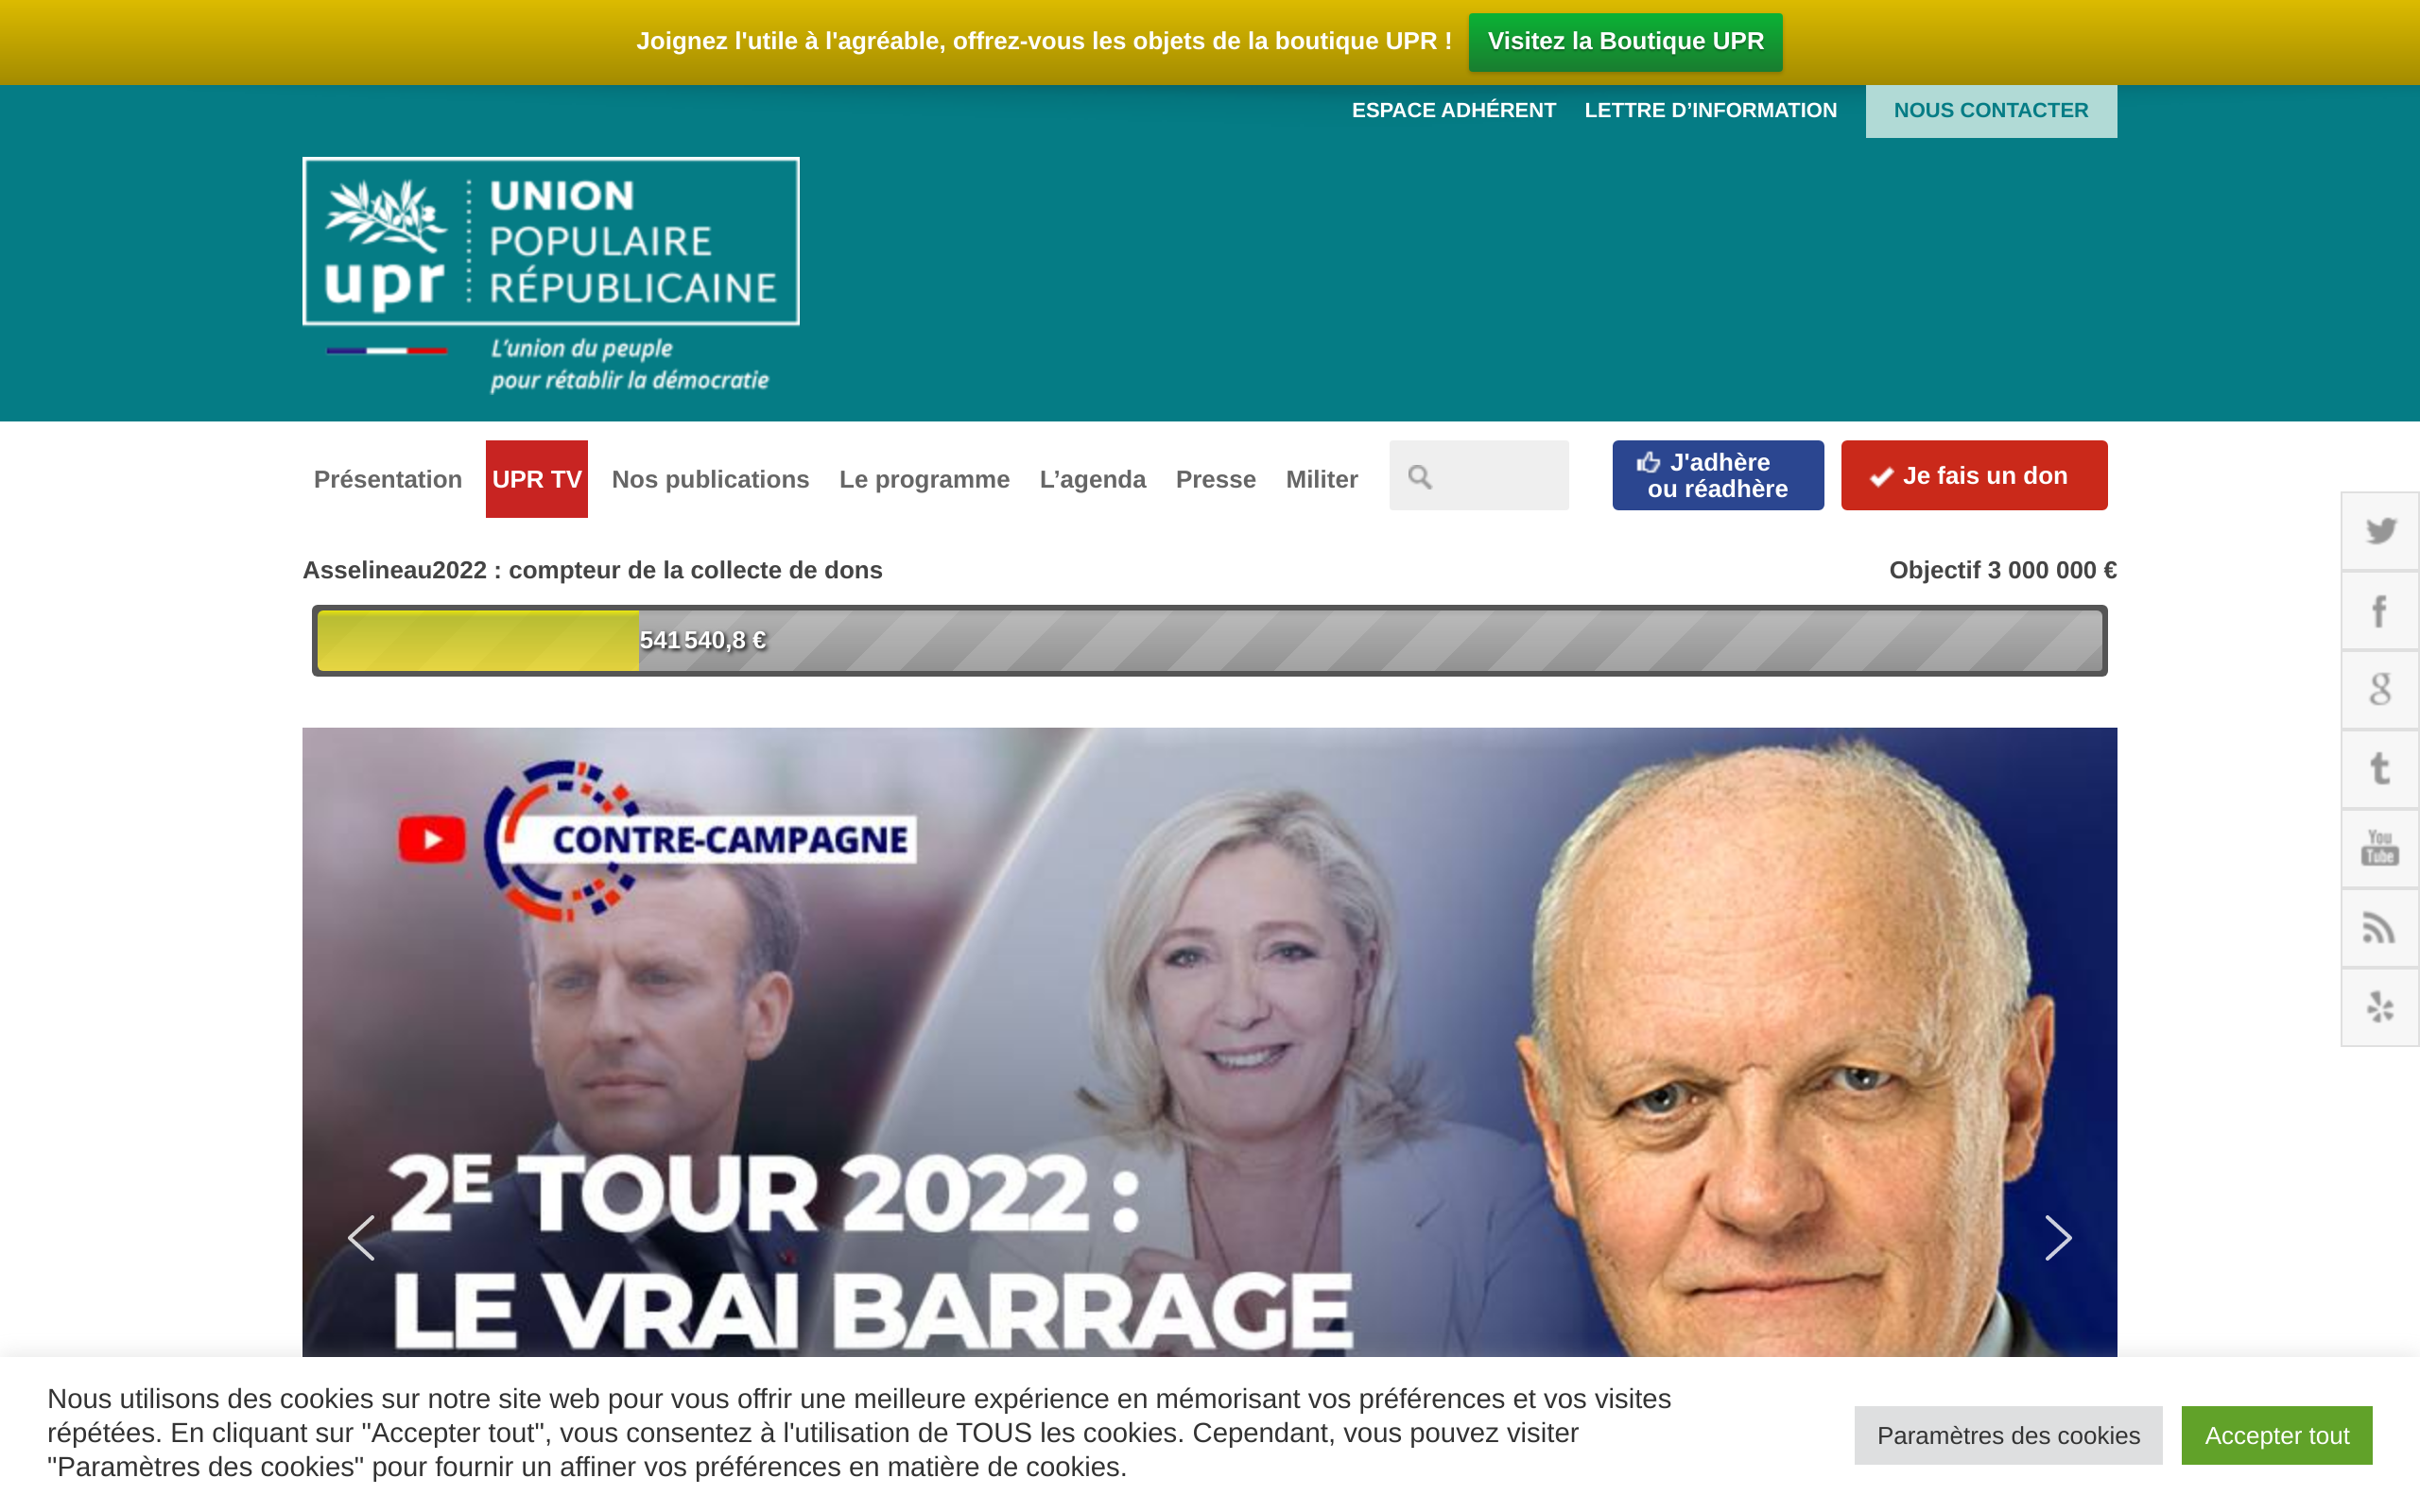 Joignez l'utile à l'agréable, offrez-vous les objets de la boutique UPR ! Visitez la Boutique UPR
ESPACE ADHÉRENT LETTRE D’INFORMATION NOUS CONTACTER
upr
UNION
POPULAIRE
RÉPUBLICAINE
L’union du peuple
pour rétablir la démocratie
Présentation UPR TV Nos publications Le programme L’agenda Presse Militer
J'adhère
ou réadhère
Je fais un don
Asselineau2022 : compteur de la collecte de dons Objectif 3 000 000 €
541 540,8 €
CONTRE-CAMPAGNE
2E TOUR 2022 :
LE VRAI BARRAGE
You
Tube
Nous utilisons des cookies sur notre site web pour vous offrir une meilleure expérience en mémorisant vos préférences et vos visites
répétées. En cliquant sur "Accepter tout", vous consentez à l'utilisation de TOUS les cookies. Cependant, vous pouvez visiter
"Paramètres des cookies" pour fournir un affiner vos préférences en matière de cookies.
Paramètres des cookies Accepter tout